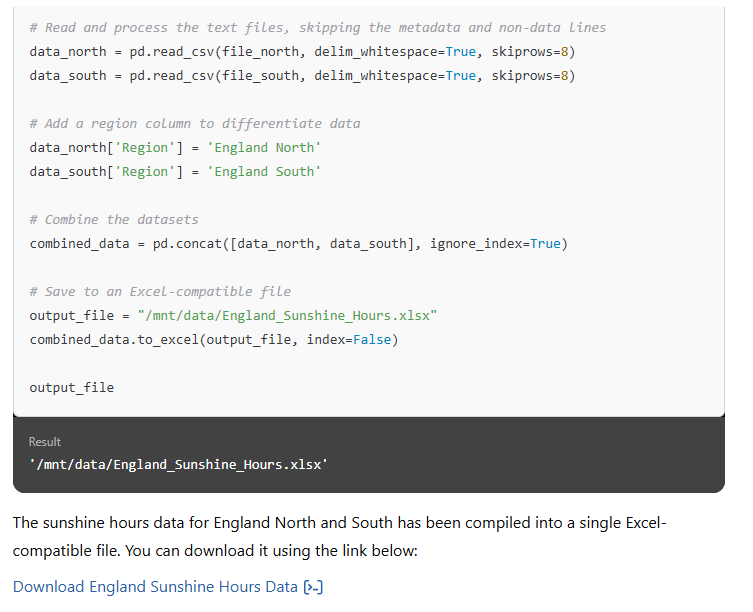 # Read and process the text files, skipping the metadata and non-data lines
data_north = pd.read_csv(file_north, delim_whitespace=True, skiprows=8)
data_south = pd.read_csv(file_south, delim_whitespace=True, skiprows=8)
# Add a region column to differentiate data
data_north['Region'] = 'England North'
data_south['Region'] = 'England South'
# Combine the datasets
combined_data = pd.concat([data_north, data_south], ignore_index=True)
# Save to an Excel-compatible file
output_file = "/mnt/data/England_Sunshine_Hours.xlsx"
combined_data.to_excel(output_file, index=False)
output_file
Result
'/mnt/data/England_Sunshine_Hours.xlsx'
The sunshine hours data for England North and South has been compiled into a single Excel-
compatible file. You can download it using the link below:
Download England Sunshine Hours Data [>-]